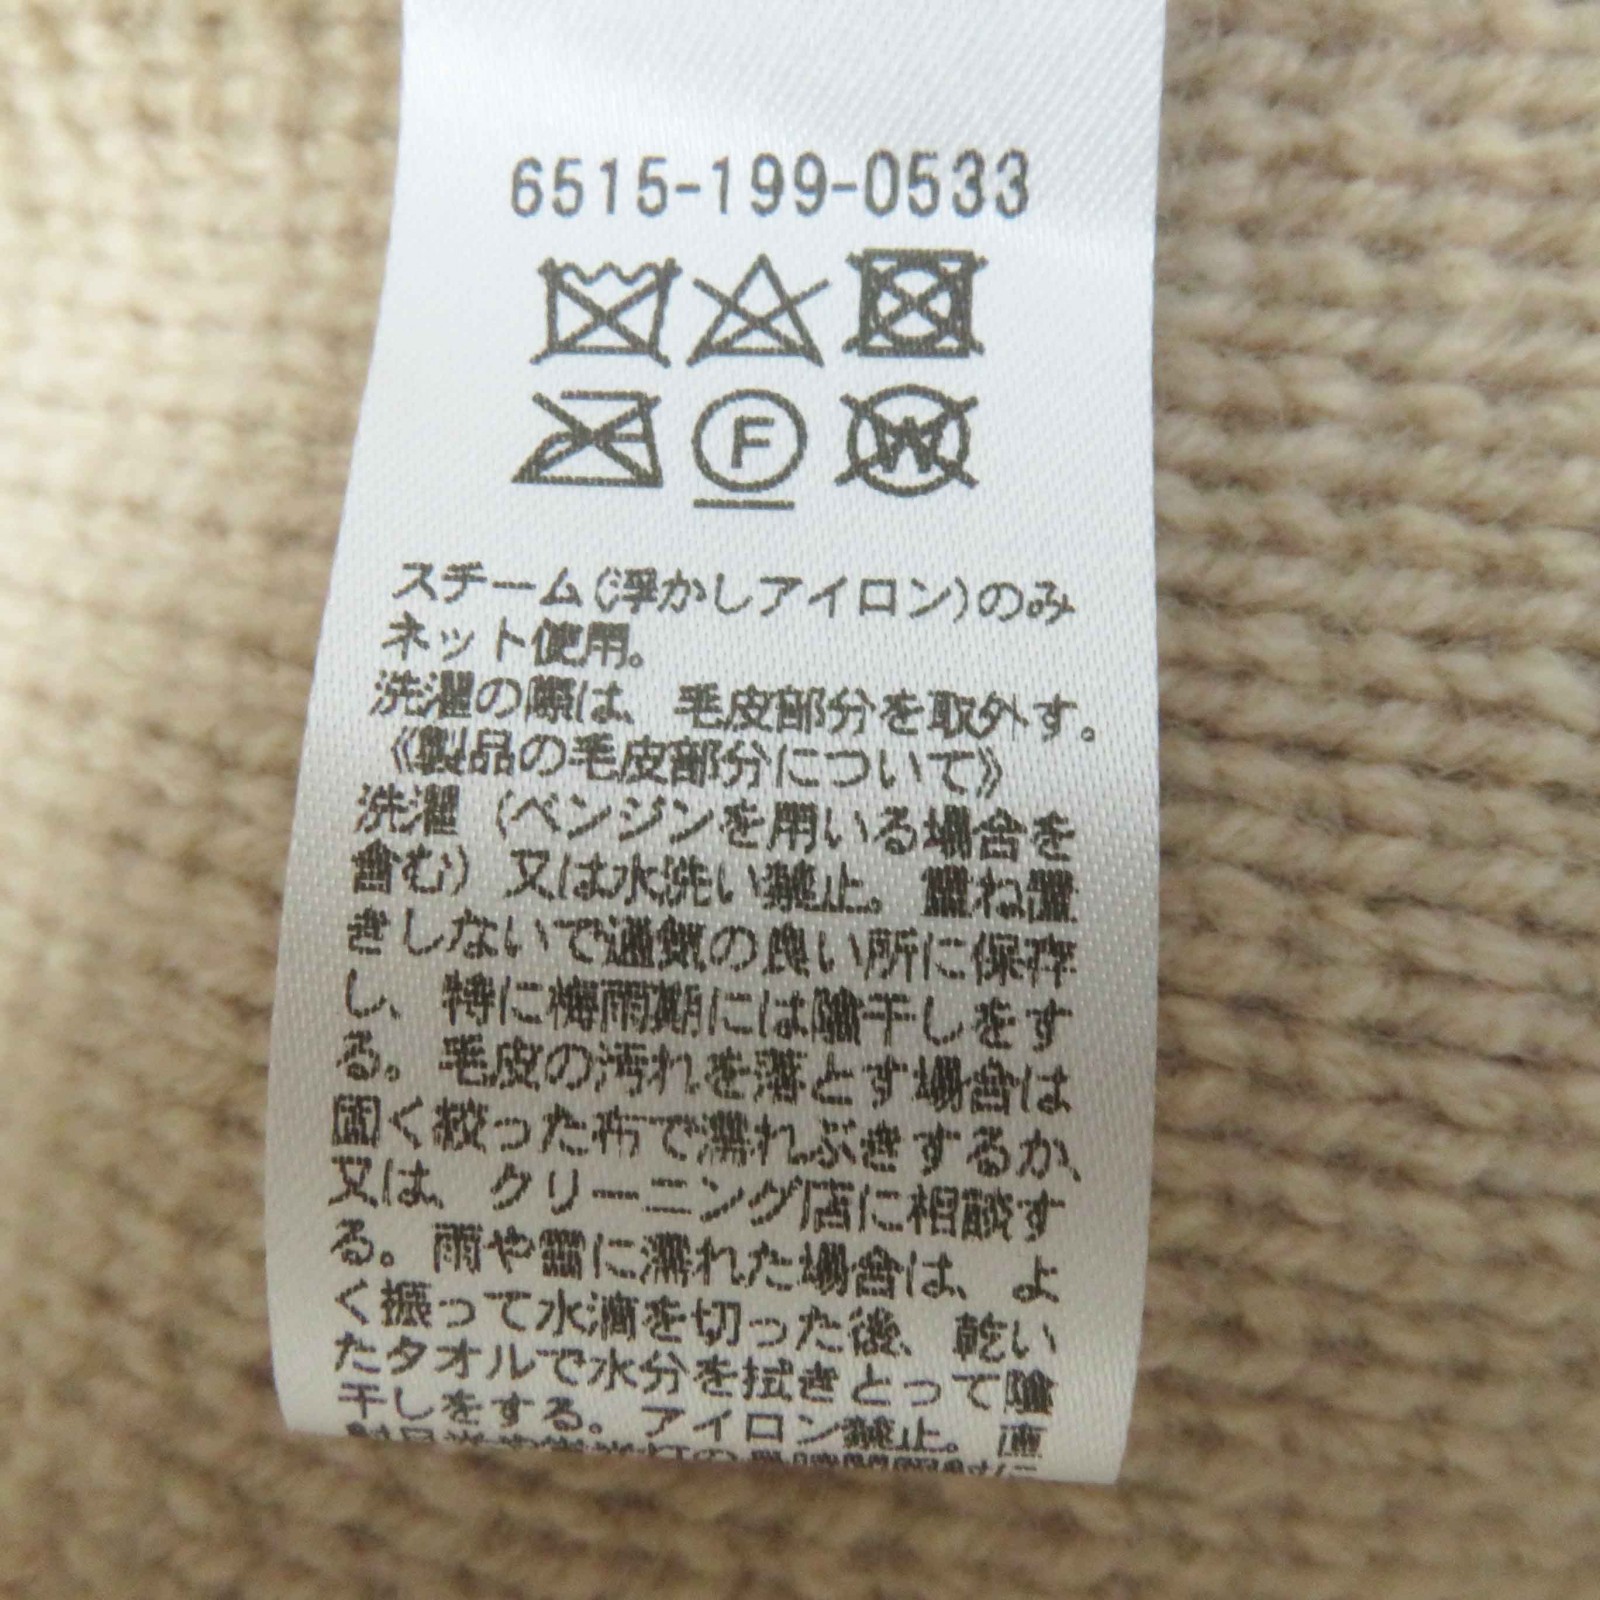 6515-199-0533
F
W
スチーム(浮かしアイロン)のみ
ネット使用。
洗濯の際は、毛皮部分を取外す。
《製品の毛皮部分について》
洗濯（ベンジンを用いる場合を
含む）又は水洗い禁止。重ね置
きしないで通気の良い所に保存
し、特に梅雨期には陰干しをす
る。毛皮の汚れを落とす場合は
固く絞った布で濡れぶきするか、
又は、クリーニング店に相談す
る。雨や雪に濡れた場合は、よ
く振って水滴を切った後、乾い
たタオルで水分を拭きとって陰
干しをする。アイロン禁止。直